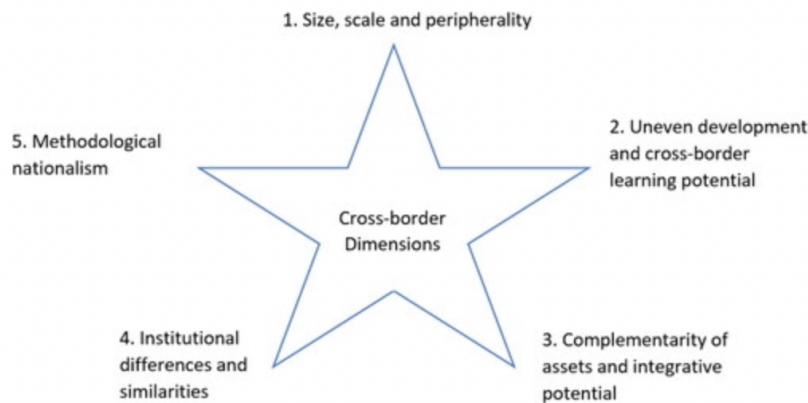 1. Size, scale and peripherality
2. Uneven development
and cross-border
learning potential
3. Complementarity of
assets and integrative
potential
4. Institutional
differences and
similarities
5. Methodological
nationalism
Cross-border
Dimensions